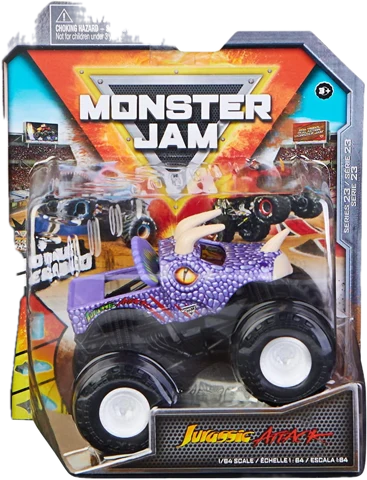 CHOKING HAZARD –
Not for children under 3
MONSTER
JAM
3+
SERIES 23 / SÉRIE 23
SERIE 23
JURASSIC
JURASSIC ATTACK
1/64 SCALE / ÉCHELLE 1:64 / ESCALA 1:64